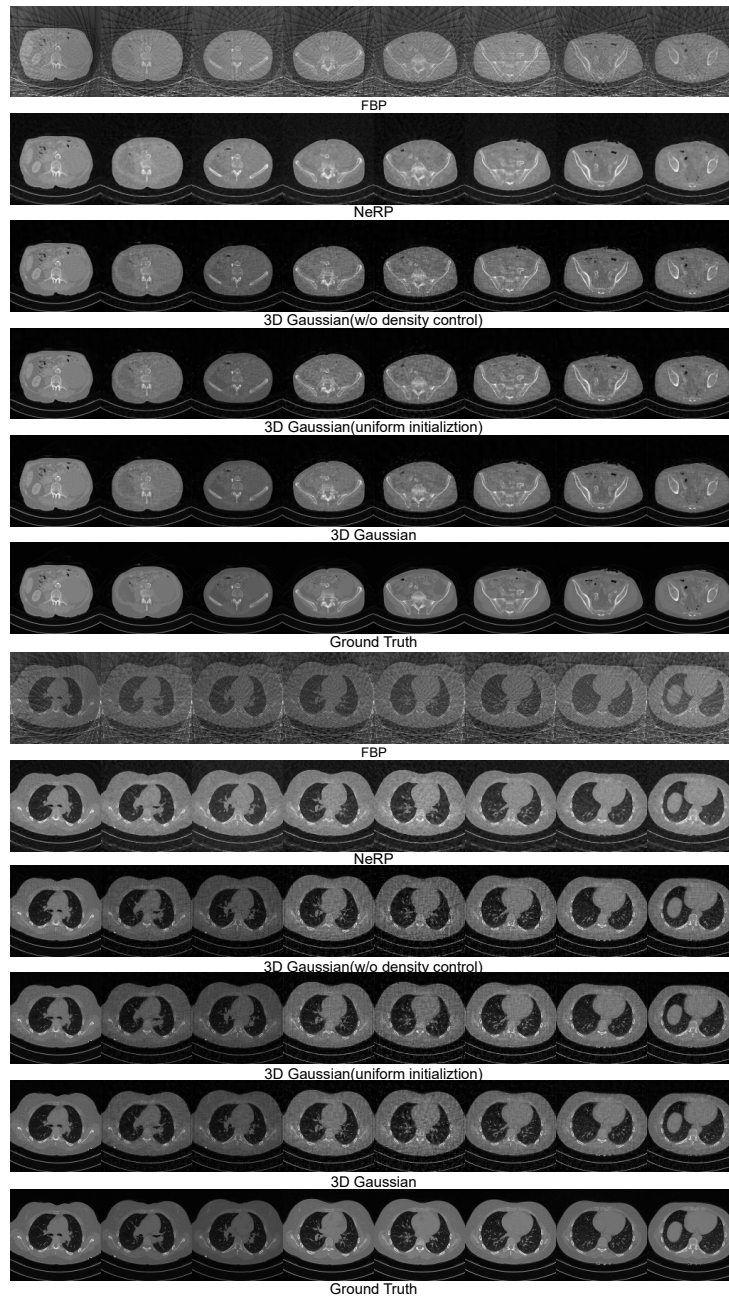 FBP
NeRP
3D Gaussian(w/o density control)
3D Gaussian(uniform initializtion)
3D Gaussian
Ground Truth
FBP
NeRP
3D Gaussian(w/o density control)
3D Gaussian(uniform initializtion)
3D Gaussian
Ground Truth